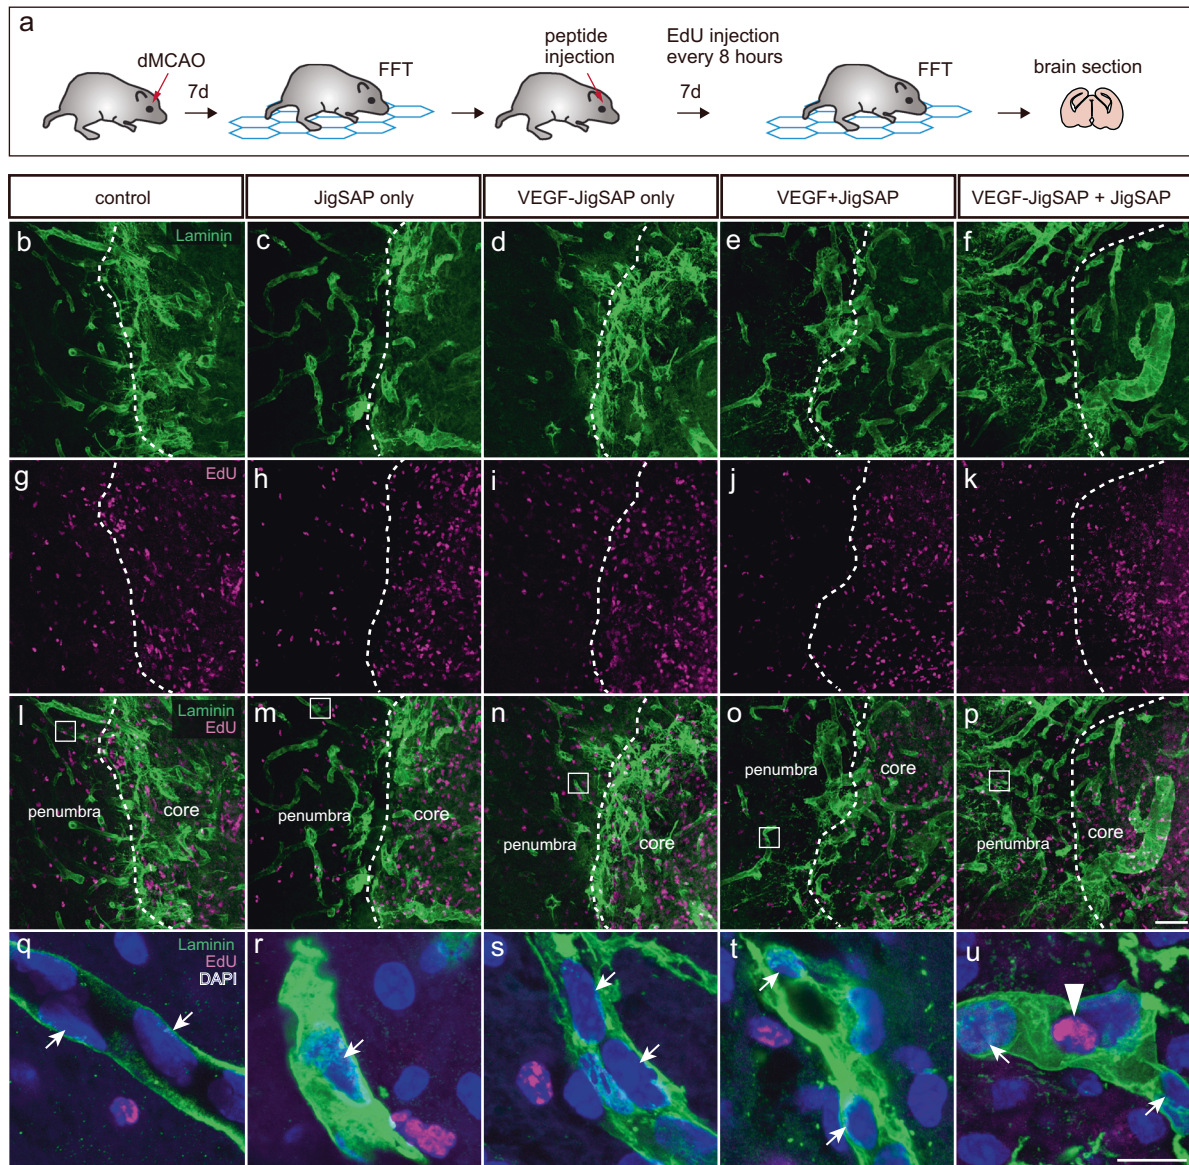 a
dMCAO
7d
FFT
peptide
injection
EdU injection
every 8 hours
7d
FFT
brain section
control
JigSAP only
VEGF-JigSAP only
VEGF+JigSAP
VEGF-JigSAP + JigSAP
b
Laminin
c
d
e
f
g
EdU
h
i
j
k
l
Laminin
EdU
penumbra
core
m
penumbra
core
n
penumbra
core
o
penumbra
core
p
penumbra
core
q
Laminin
EdU
DAPI
r
s
t
u